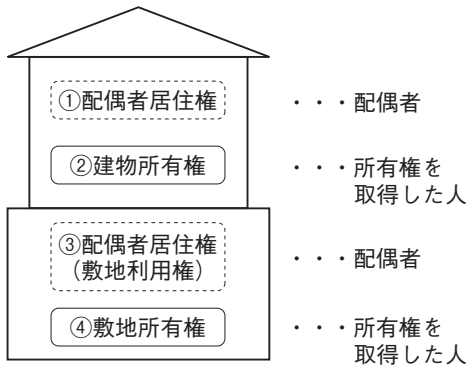 ①配偶者居住権 ・・・配偶者
②建物所有権 ・・・所有権を
取得した人
③配偶者居住権
（敷地利用権） ・・・配偶者
④敷地所有権 ・・・所有権を
取得した人